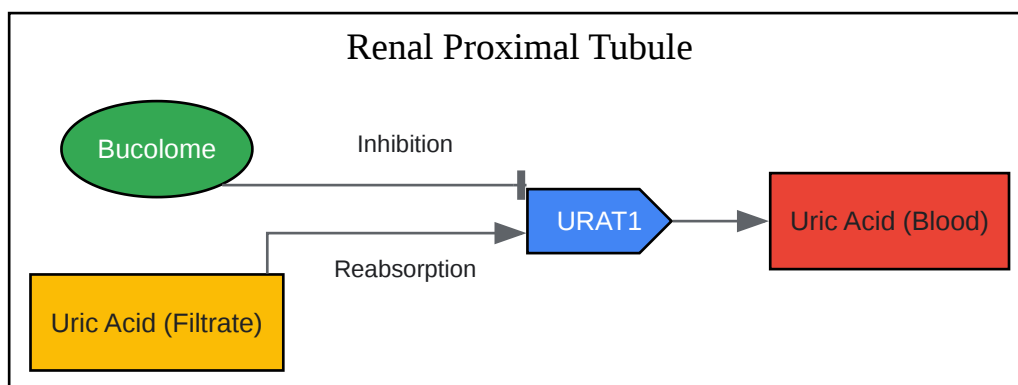 Renal Proximal Tubule
Bucolome
Inhibition
URAT1
Uric Acid (Blood)
Reabsorption
Uric Acid (Filtrate)